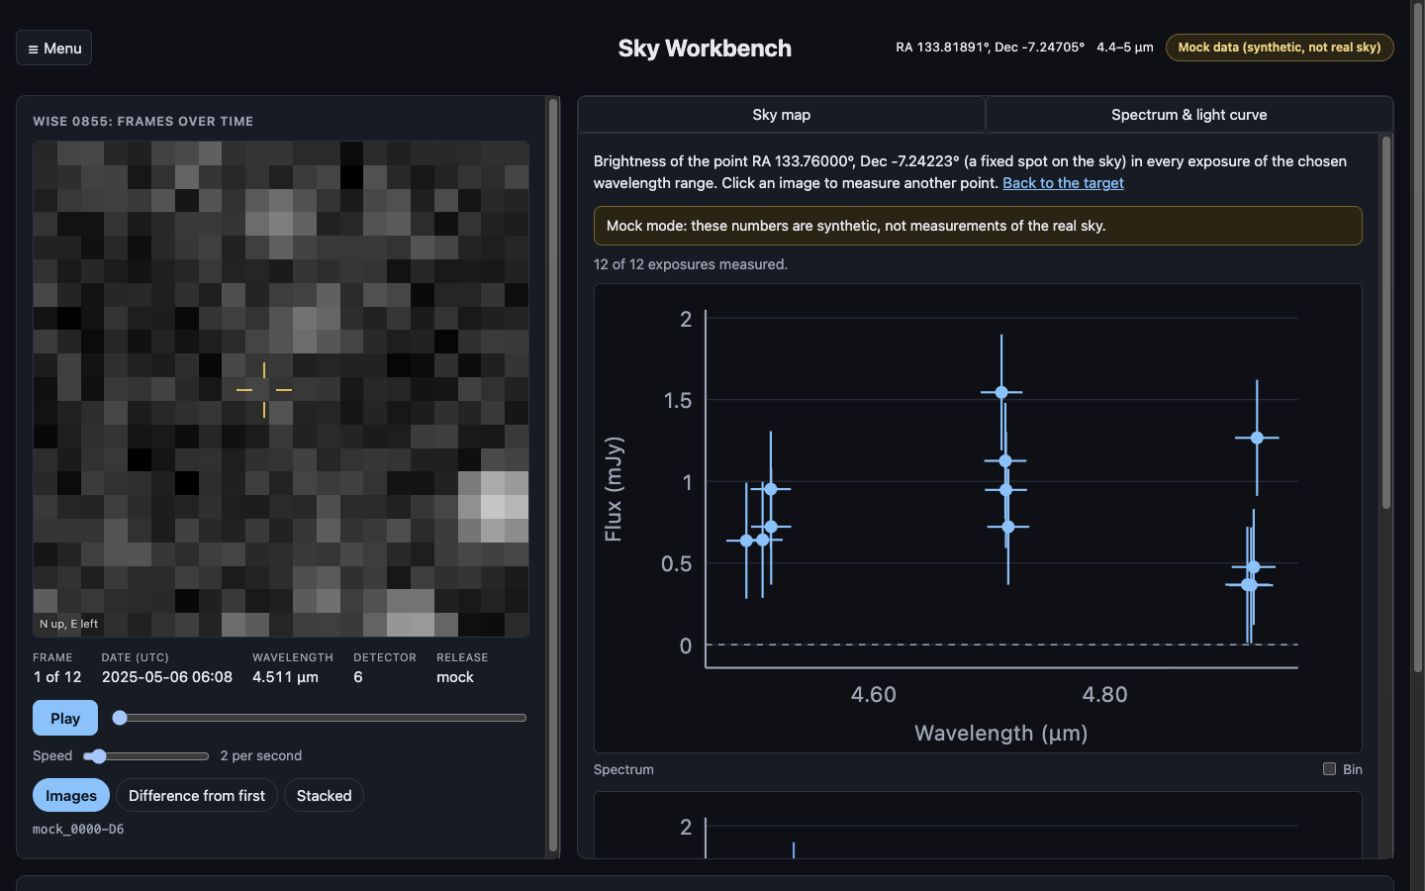 ≡ Menu
Sky Workbench
RA 133.81891°, Dec -7.24705° 4.4–5 µm
Mock data (synthetic, not real sky)
WISE 0855: FRAMES OVER TIME
N up, E left
FRAME DATE (UTC) WAVELENGTH DETECTOR RELEASE
1 of 12 2025-05-06 06:08 4.511 µm 6 mock
Play
Speed 2 per second
Images Difference from first Stacked
mock_0000-D6
Sky map Spectrum & light curve
Brightness of the point RA 133.76000°, Dec -7.24223° (a fixed spot on the sky) in every exposure of the chosen
wavelength range. Click an image to measure another point. Back to the target
Mock mode: these numbers are synthetic, not measurements of the real sky.
12 of 12 exposures measured.
2
1.5
1
0.5
0
Flux (mJy)
4.60 4.80
Wavelength (µm)
Spectrum Bin
2